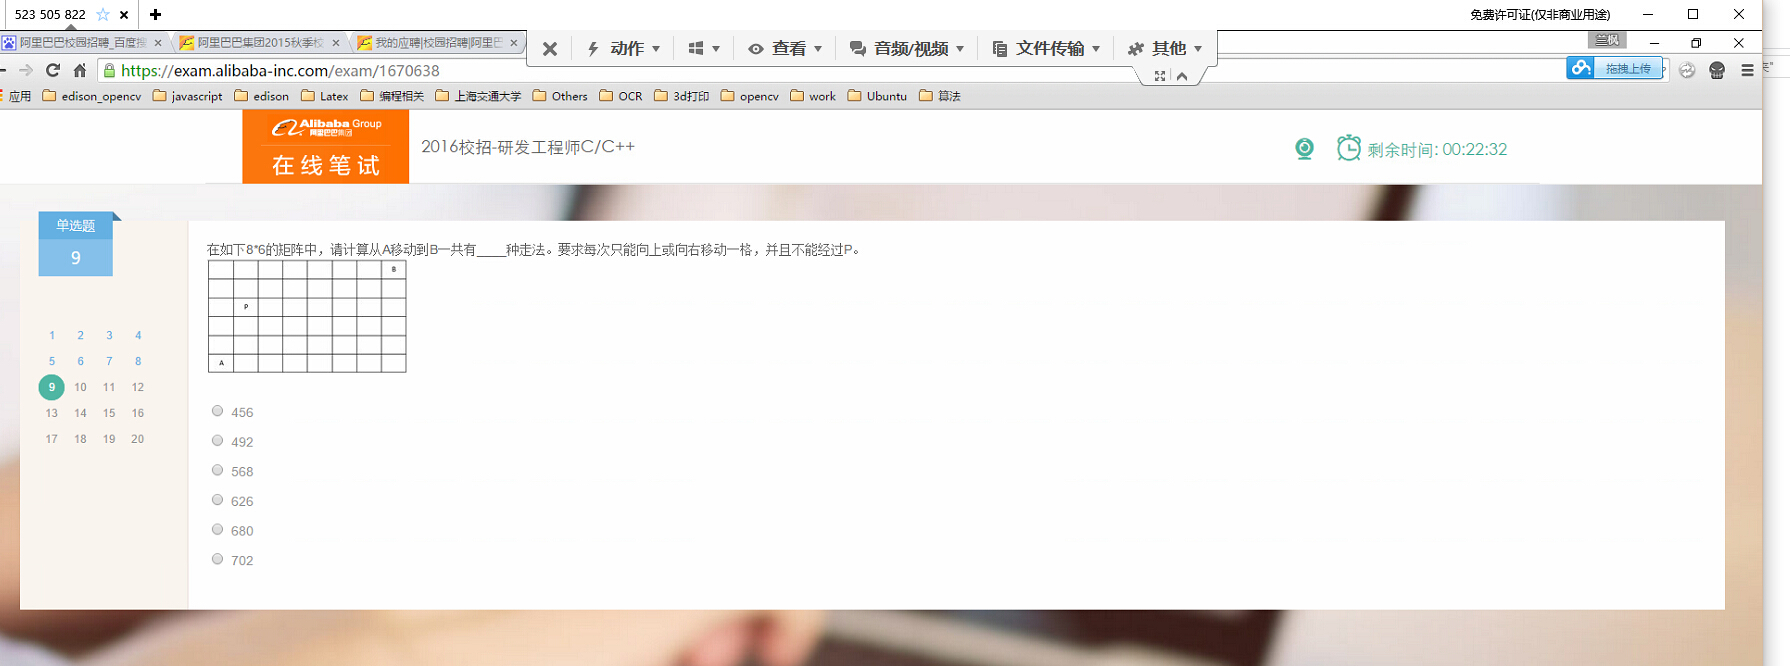 523 505 822
免费许可证(仅非商业用途)
阿里巴巴校园招聘_百度搜
阿里巴巴集团2015秋季校
我的应聘|校园招聘|阿里巴
动作
查看
音频/视频
文件传输
其他
兰枫
https://exam.alibaba-inc.com/exam/1670638
拖拽上传
应用
edison_opencv
javascript
edison
Latex
编程相关
上海交通大学
Others
OCR
3d打印
opencv
work
Ubuntu
算法
Alibaba Group
阿里巴巴集团
在线笔试
2016校招-研发工程师C/C++
剩余时间: 00:22:32
单选题
9
在如下8*6的矩阵中，请计算从A移动到B一共有____种走法。要求每次只能向上或向右移动一格，并且不能经过P。
B
P
A
1 2 3 4
5 6 7 8
9 10 11 12
13 14 15 16
17 18 19 20
456
492
568
626
680
702